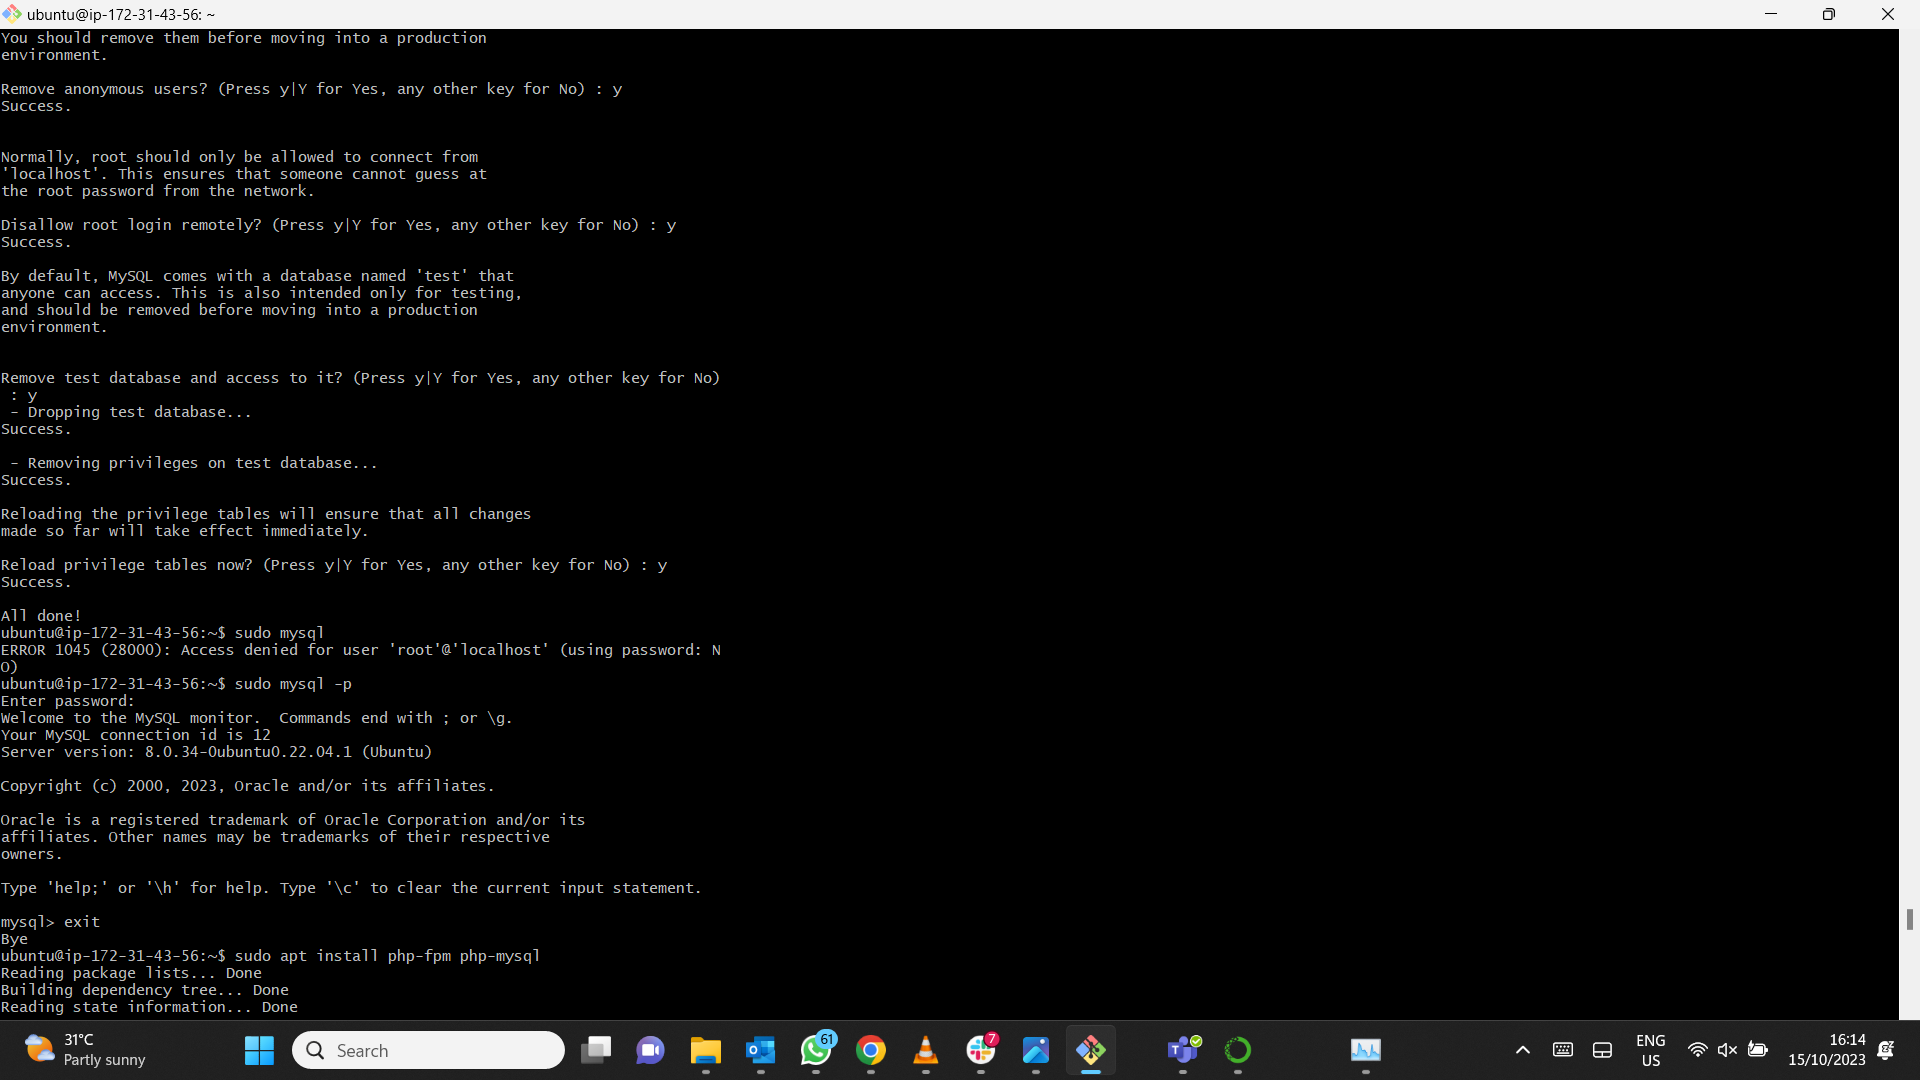 ubuntu@ip-172-31-43-56: ~
You should remove them before moving into a production
environment.
Remove anonymous users? (Press y|Y for Yes, any other key for No) : y
Success.
Normally, root should only be allowed to connect from
'localhost'. This ensures that someone cannot guess at
the root password from the network.
Disallow root login remotely? (Press y|Y for Yes, any other key for No) : y
Success.
By default, MySQL comes with a database named 'test' that
anyone can access. This is also intended only for testing,
and should be removed before moving into a production
environment.
Remove test database and access to it? (Press y|Y for Yes, any other key for No)
 : y
 - Dropping test database...
Success.
 - Removing privileges on test database...
Success.
Reloading the privilege tables will ensure that all changes
made so far will take effect immediately.
Reload privilege tables now? (Press y|Y for Yes, any other key for No) : y
Success.
All done!
ubuntu@ip-172-31-43-56:~$ sudo mysql
ERROR 1045 (28000): Access denied for user 'root'@'localhost' (using password: N
O)
ubuntu@ip-172-31-43-56:~$ sudo mysql -p
Enter password:
Welcome to the MySQL monitor.  Commands end with ; or \g.
Your MySQL connection id is 12
Server version: 8.0.34-0ubuntu0.22.04.1 (Ubuntu)
Copyright (c) 2000, 2023, Oracle and/or its affiliates.
Oracle is a registered trademark of Oracle Corporation and/or its
affiliates. Other names may be trademarks of their respective
owners.
Type 'help;' or '\h' for help. Type '\c' to clear the current input statement.
mysql> exit
Bye
ubuntu@ip-172-31-43-56:~$ sudo apt install php-fpm php-mysql
Reading package lists... Done
Building dependency tree... Done
Reading state information... Done
31°C
Partly sunny
Search
61
7
ENG
US
16:14
15/10/2023